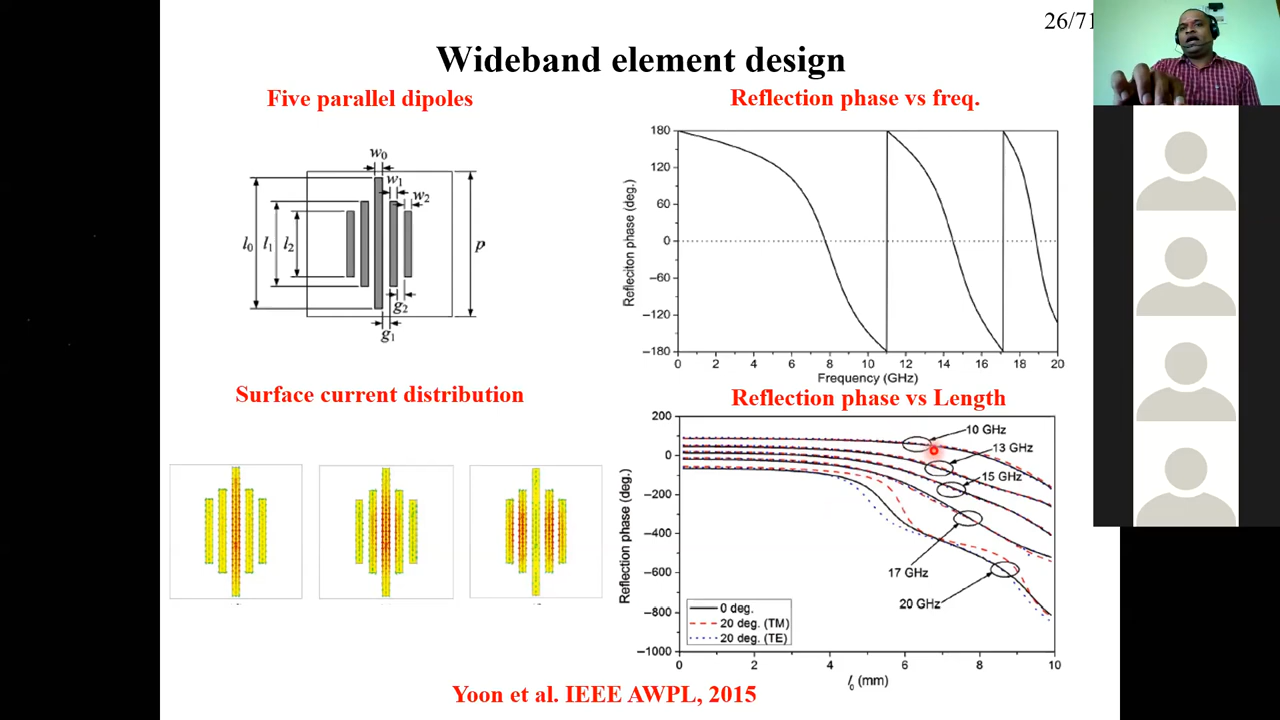 26/71
Wideband element design
Five parallel dipoles
Reflection phase vs freq.
w0
w1
w2
l0
l1
l2
p
g2
g1
Refleciton phase (deg.)
180
120
60
0
−60
−120
−180
0 2 4 6 8 10 12 14 16 18 20
Frequency (GHz)
Surface current distribution
Reflection phase vs Length
Reflection phase (deg.)
200
0
−200
−400
−600
−800
−1000
10 GHz
13 GHz
15 GHz
17 GHz
20 GHz
0 deg.
20 deg. (TM)
20 deg. (TE)
0 2 4 6 8 10
l0 (mm)
Yoon et al. IEEE AWPL, 2015